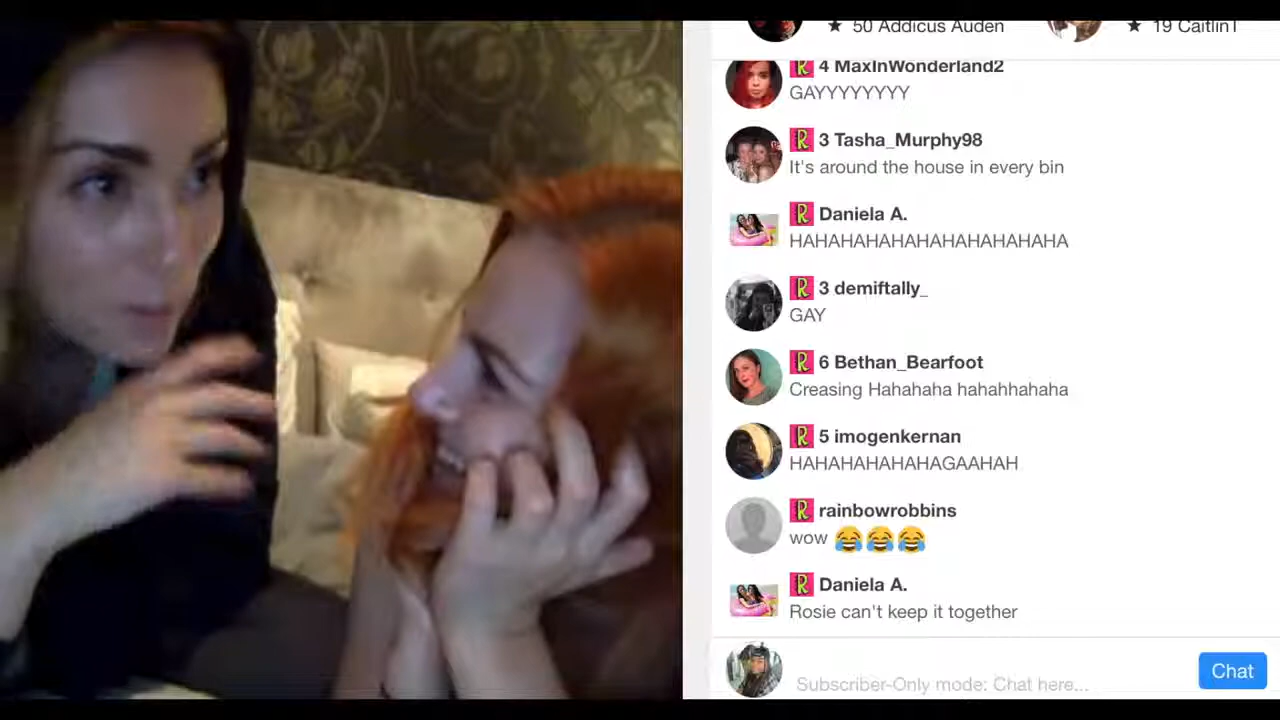 ★ 50 Addicus Auden
★ 19 CaitlinT
R 4 MaxInWonderland2
GAYYYYYYYY
R 3 Tasha_Murphy98
It's around the house in every bin
R Daniela A.
HAHAHAHAHAHAHAHAHAHA
R 3 demiftally_
GAY
R 6 Bethan_Bearfoot
Creasing Hahahaha hahahhahaha
R 5 imogenkernan
HAHAHAHAHAHAGAAHAH
R rainbowrobbins
wow 😂😂😂
R Daniela A.
Rosie can't keep it together
Subscriber-Only mode: Chat here...
Chat